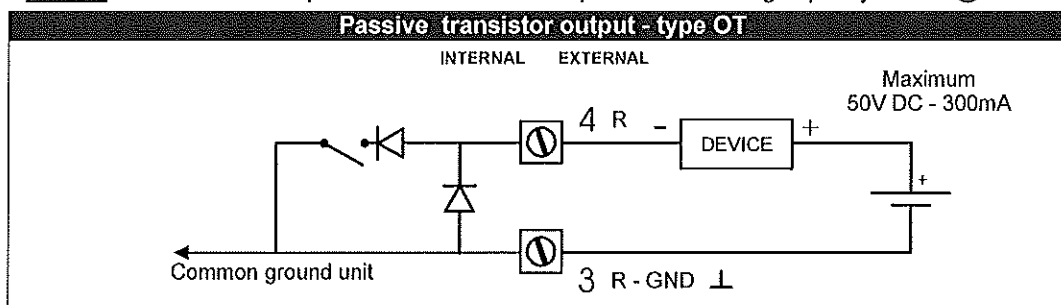 Passive transistor output - type OT
INTERNAL EXTERNAL
Maximum
50V DC - 300mA
4 R - DEVICE +
+
Common ground unit
3 R - GND ⊥